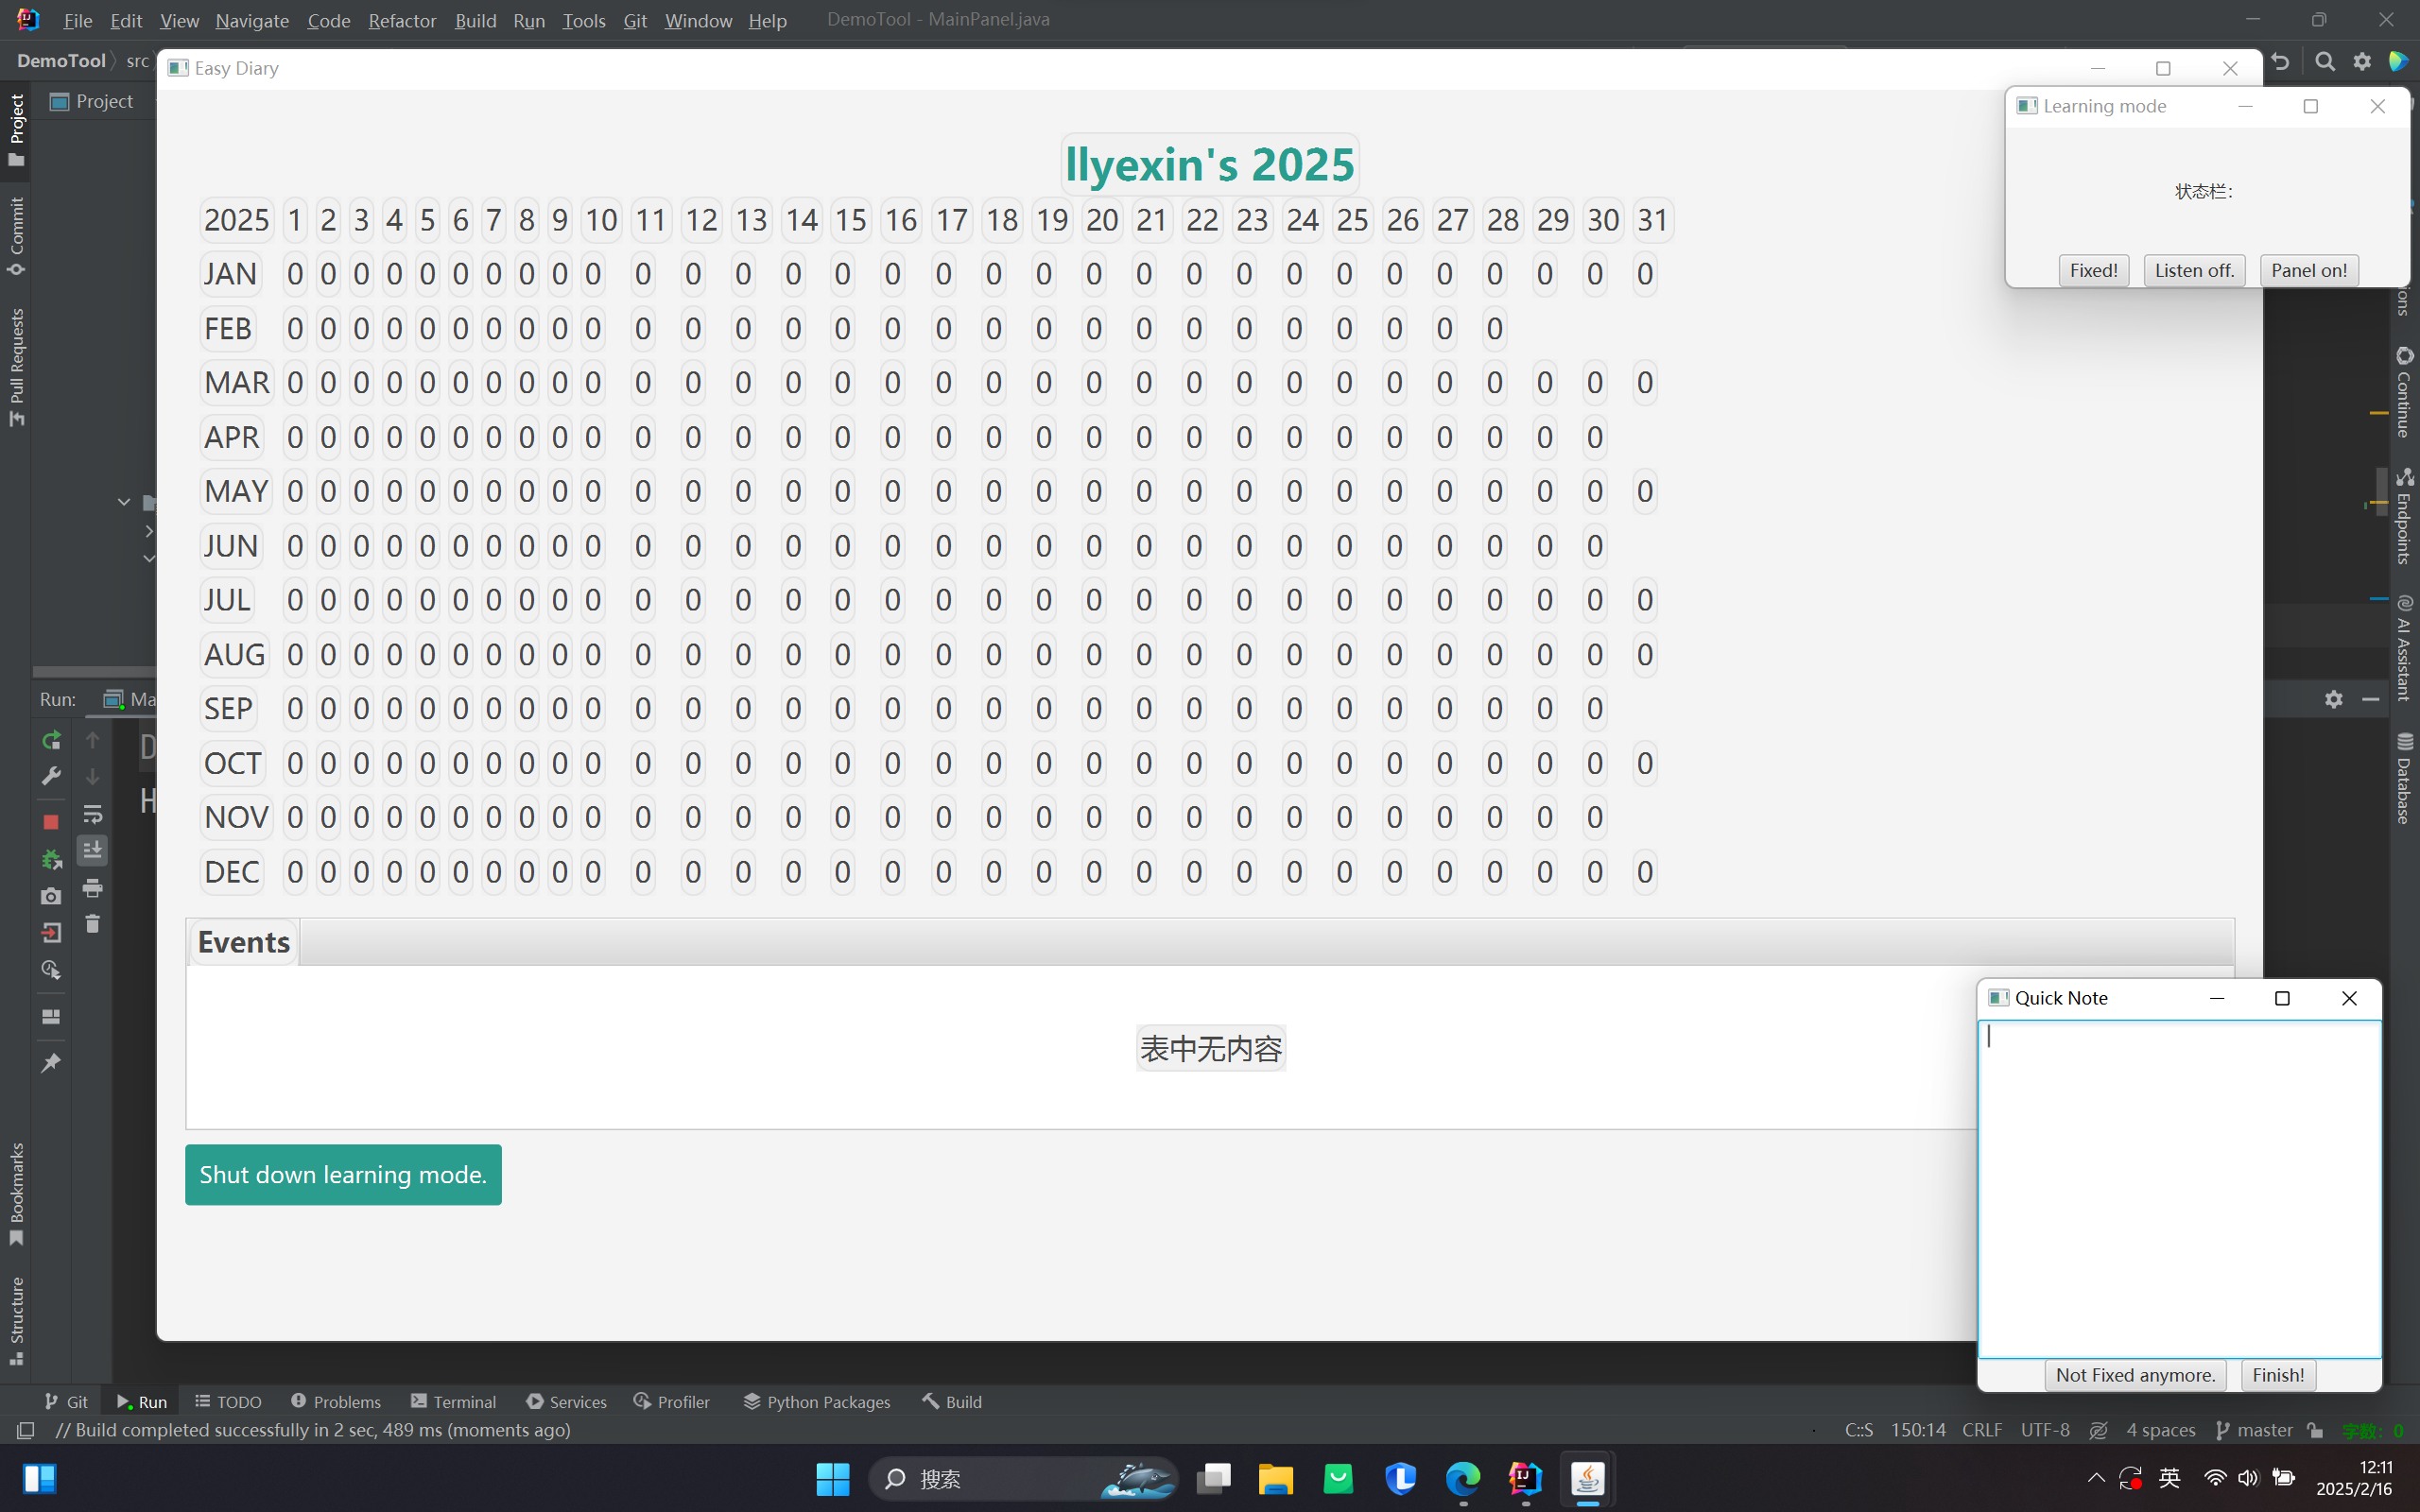 File Edit View Navigate Code Refactor Build Run Tools Git Window Help DemoTool - MainPanel.java
DemoTool src
Easy Diary
Project
Learning mode
状态栏:
Fixed! Listen off. Panel on!
llyexin's 2025
2025 1 2 3 4 5 6 7 8 9 10 11 12 13 14 15 16 17 18 19 20 21 22 23 24 25 26 27 28 29 30 31
JAN 0 0 0 0 0 0 0 0 0 0 0 0 0 0 0 0 0 0 0 0 0 0 0 0 0 0 0 0 0 0 0
FEB 0 0 0 0 0 0 0 0 0 0 0 0 0 0 0 0 0 0 0 0 0 0 0 0 0 0 0 0
MAR 0 0 0 0 0 0 0 0 0 0 0 0 0 0 0 0 0 0 0 0 0 0 0 0 0 0 0 0 0 0 0
APR 0 0 0 0 0 0 0 0 0 0 0 0 0 0 0 0 0 0 0 0 0 0 0 0 0 0 0 0 0 0
MAY 0 0 0 0 0 0 0 0 0 0 0 0 0 0 0 0 0 0 0 0 0 0 0 0 0 0 0 0 0 0 0
JUN 0 0 0 0 0 0 0 0 0 0 0 0 0 0 0 0 0 0 0 0 0 0 0 0 0 0 0 0 0 0
JUL 0 0 0 0 0 0 0 0 0 0 0 0 0 0 0 0 0 0 0 0 0 0 0 0 0 0 0 0 0 0 0
AUG 0 0 0 0 0 0 0 0 0 0 0 0 0 0 0 0 0 0 0 0 0 0 0 0 0 0 0 0 0 0 0
SEP 0 0 0 0 0 0 0 0 0 0 0 0 0 0 0 0 0 0 0 0 0 0 0 0 0 0 0 0 0 0
OCT 0 0 0 0 0 0 0 0 0 0 0 0 0 0 0 0 0 0 0 0 0 0 0 0 0 0 0 0 0 0 0
NOV 0 0 0 0 0 0 0 0 0 0 0 0 0 0 0 0 0 0 0 0 0 0 0 0 0 0 0 0 0 0
DEC 0 0 0 0 0 0 0 0 0 0 0 0 0 0 0 0 0 0 0 0 0 0 0 0 0 0 0 0 0 0 0
Events
表中无内容
Shut down learning mode.
Quick Note
Not Fixed anymore. Finish!
Project
Commit
Pull Requests
Bookmarks
Structure
Run: Ma
D
H
ions
Continue
Endpoints
AI Assistant
Database
Git Run TODO Problems Terminal Services Profiler Python Packages Build
// Build completed successfully in 2 sec, 489 ms (moments ago)
C::S 150:14 CRLF UTF-8 4 spaces master 字数: 0
搜索
英
12:11
2025/2/16